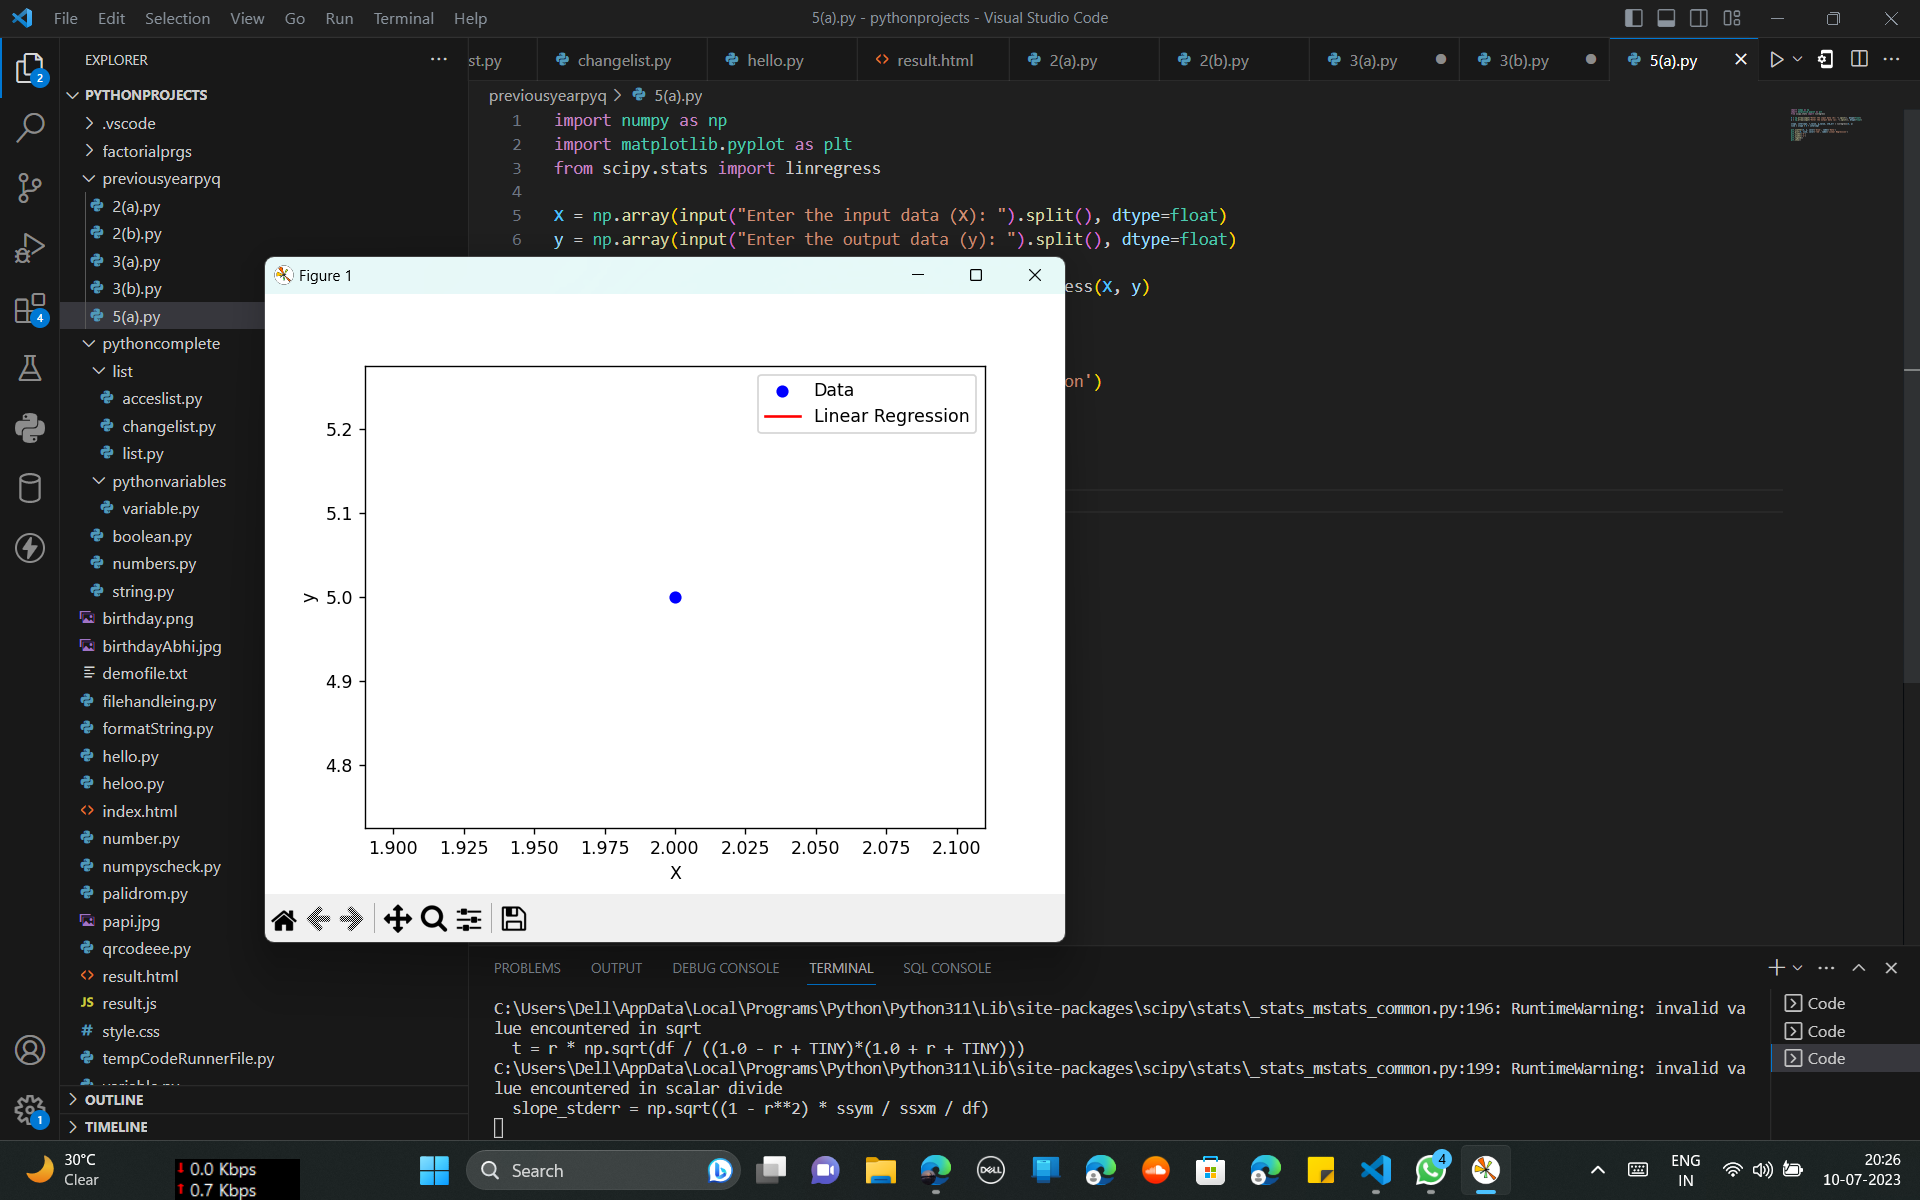 File Edit Selection View Go Run Terminal Help
5(a).py - pythonprojects - Visual Studio Code
EXPLORER
PYTHONPROJECTS
.vscode
factorialprgs
previousyearpyq
2(a).py
2(b).py
3(a).py
3(b).py
5(a).py
pythoncomplete
list
acceslist.py
changelist.py
list.py
pythonvariables
variable.py
boolean.py
numbers.py
string.py
birthday.png
birthdayAbhi.jpg
demofile.txt
filehandleing.py
formatString.py
hello.py
heloo.py
index.html
number.py
numpyscheck.py
palidrom.py
papi.jpg
qrcodeee.py
result.html
JS result.js
# style.css
tempCodeRunnerFile.py
variable.py
OUTLINE
TIMELINE
2
4
1
st.py changelist.py hello.py result.html 2(a).py 2(b).py 3(a).py 3(b).py 5(a).py
previousyearpyq > 5(a).py
1 import numpy as np
2 import matplotlib.pyplot as plt
3 from scipy.stats import linregress
4
5 X = np.array(input("Enter the input data (X): ").split(), dtype=float)
6 y = np.array(input("Enter the output data (y): ").split(), dtype=float)
ess(X, y)
on')
Figure 1
Data
Linear Regression
5.2
5.1
5.0
4.9
4.8
y
1.900 1.925 1.950 1.975 2.000 2.025 2.050 2.075 2.100
X
PROBLEMS OUTPUT DEBUG CONSOLE TERMINAL SQL CONSOLE
C:\Users\Dell\AppData\Local\Programs\Python\Python311\Lib\site-packages\scipy\stats\_stats_mstats_common.py:196: RuntimeWarning: invalid va
lue encountered in sqrt
t = r * np.sqrt(df / ((1.0 - r + TINY)*(1.0 + r + TINY)))
C:\Users\Dell\AppData\Local\Programs\Python\Python311\Lib\site-packages\scipy\stats\_stats_mstats_common.py:199: RuntimeWarning: invalid va
lue encountered in scalar divide
slope_stderr = np.sqrt((1 - r**2) * ssym / ssxm / df)
Code
Code
Code
30°C
Clear
0.0 Kbps
0.7 Kbps
Search
DELL
4
ENG
IN
20:26
10-07-2023